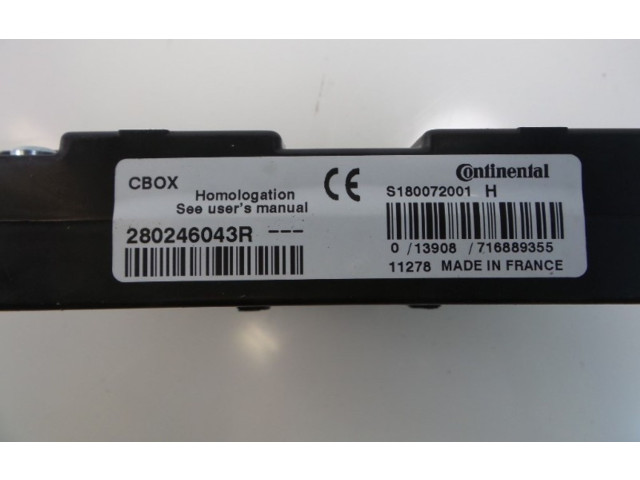 CBOX
Homologation
See user's manual
280246043R ---
CE
Continental
S180072001 H
0 /13908 /716889355
11278 MADE IN FRANCE